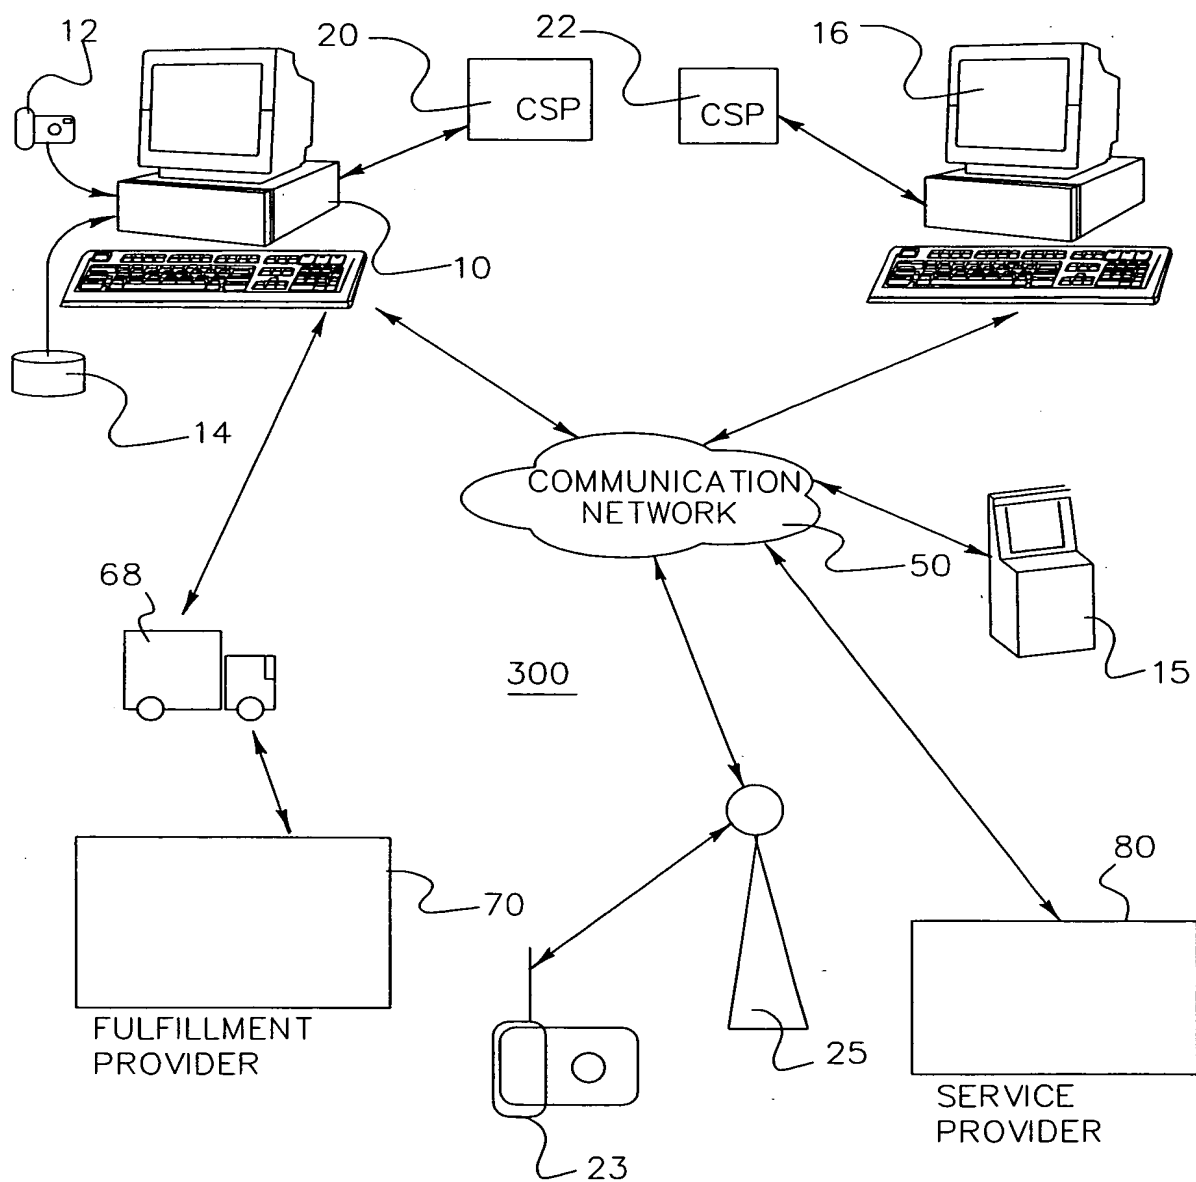 12
20
22
16
CSP
CSP
10
14
COMMUNICATION
NETWORK
50
68
15
300
80
70
FULFILLMENT
PROVIDER
25
SERVICE
PROVIDER
23